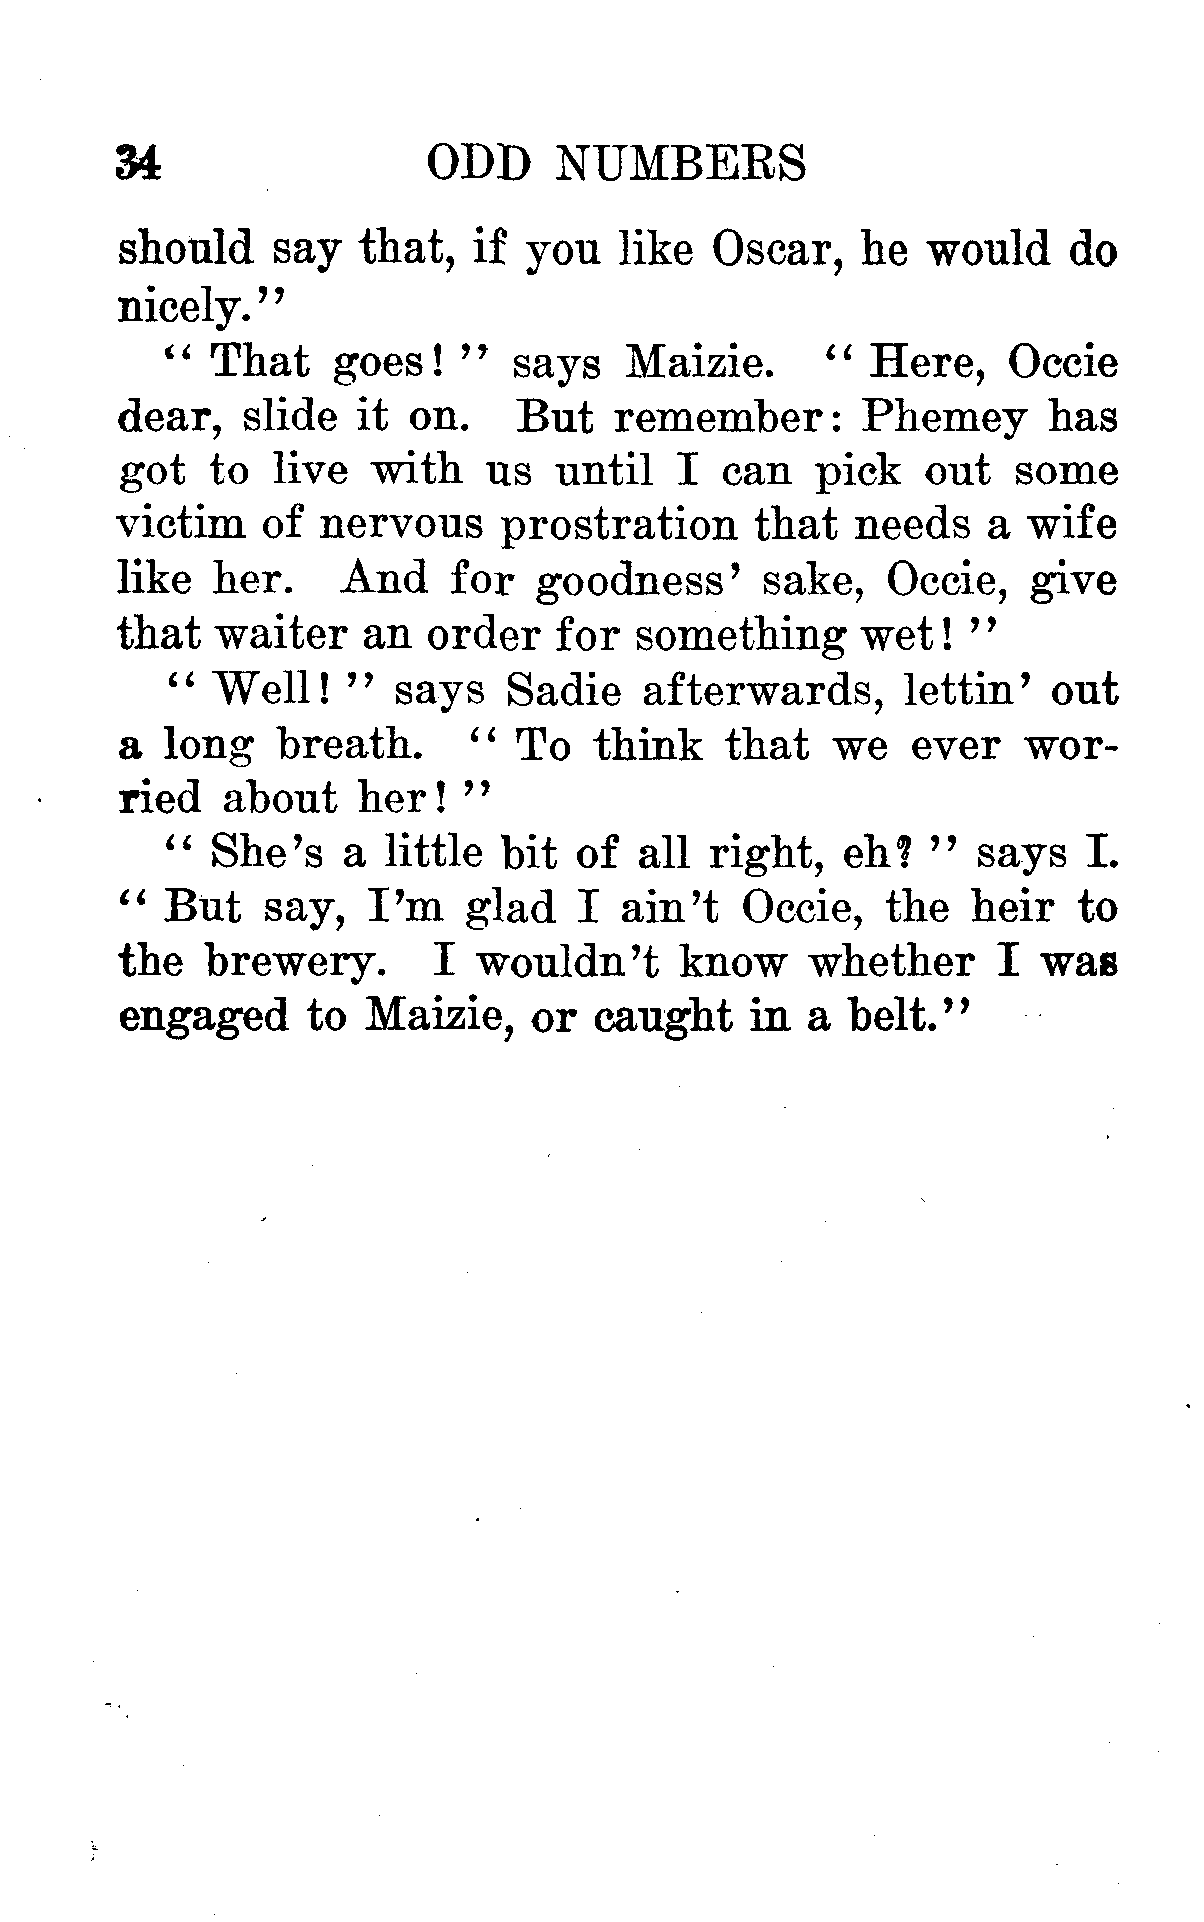 34 ODD NUMBERS
should say that, if you like Oscar, he would do
nicely."
" That goes! " says Maizie. " Here, Occie
dear, slide it on. But remember: Phemey has
got to live with us until I can pick out some
victim of nervous prostration that needs a wife
like her. And for goodness' sake, Occie, give
that waiter an order for something wet! "
" Well! " says Sadie afterwards, lettin' out
a long breath. " To think that we ever wor-
ried about her! "
" She's a little bit of all right, eh? " says I.
" But say, I'm glad I ain't Occie, the heir to
the brewery. I wouldn't know whether I was
engaged to Maizie, or caught in a belt."